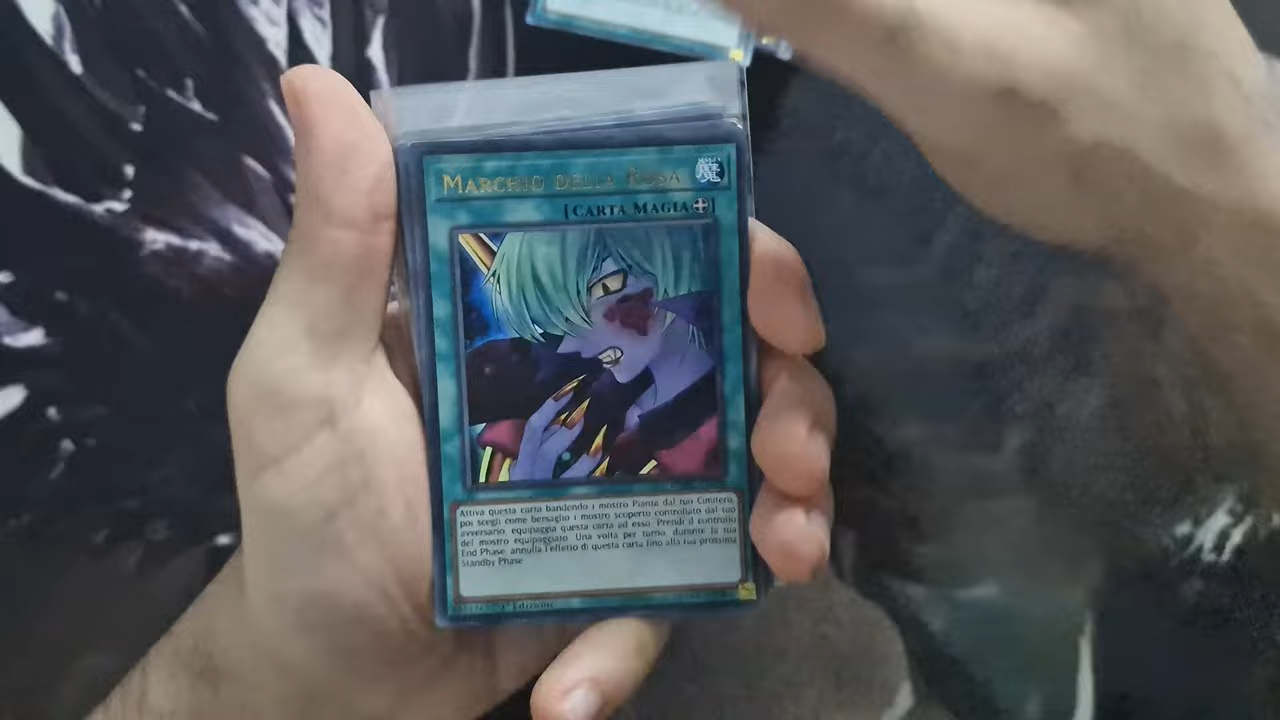 MARCHIO DELLA ROSA
魔
[CARTA MAGIA]
Attiva questa carta bandendo 1 mostro Pianta dal tuo Cimitero,
poi scegli come bersaglio 1 mostro scoperto controllato dal tuo
avversario; equipaggia questa carta ad esso. Prendi il controllo
del mostro equipaggiato. Una volta per turno, durante la tua
End Phase: annulla l'effetto di questa carta fino alla tua prossima
Standby Phase
1ª Edizione